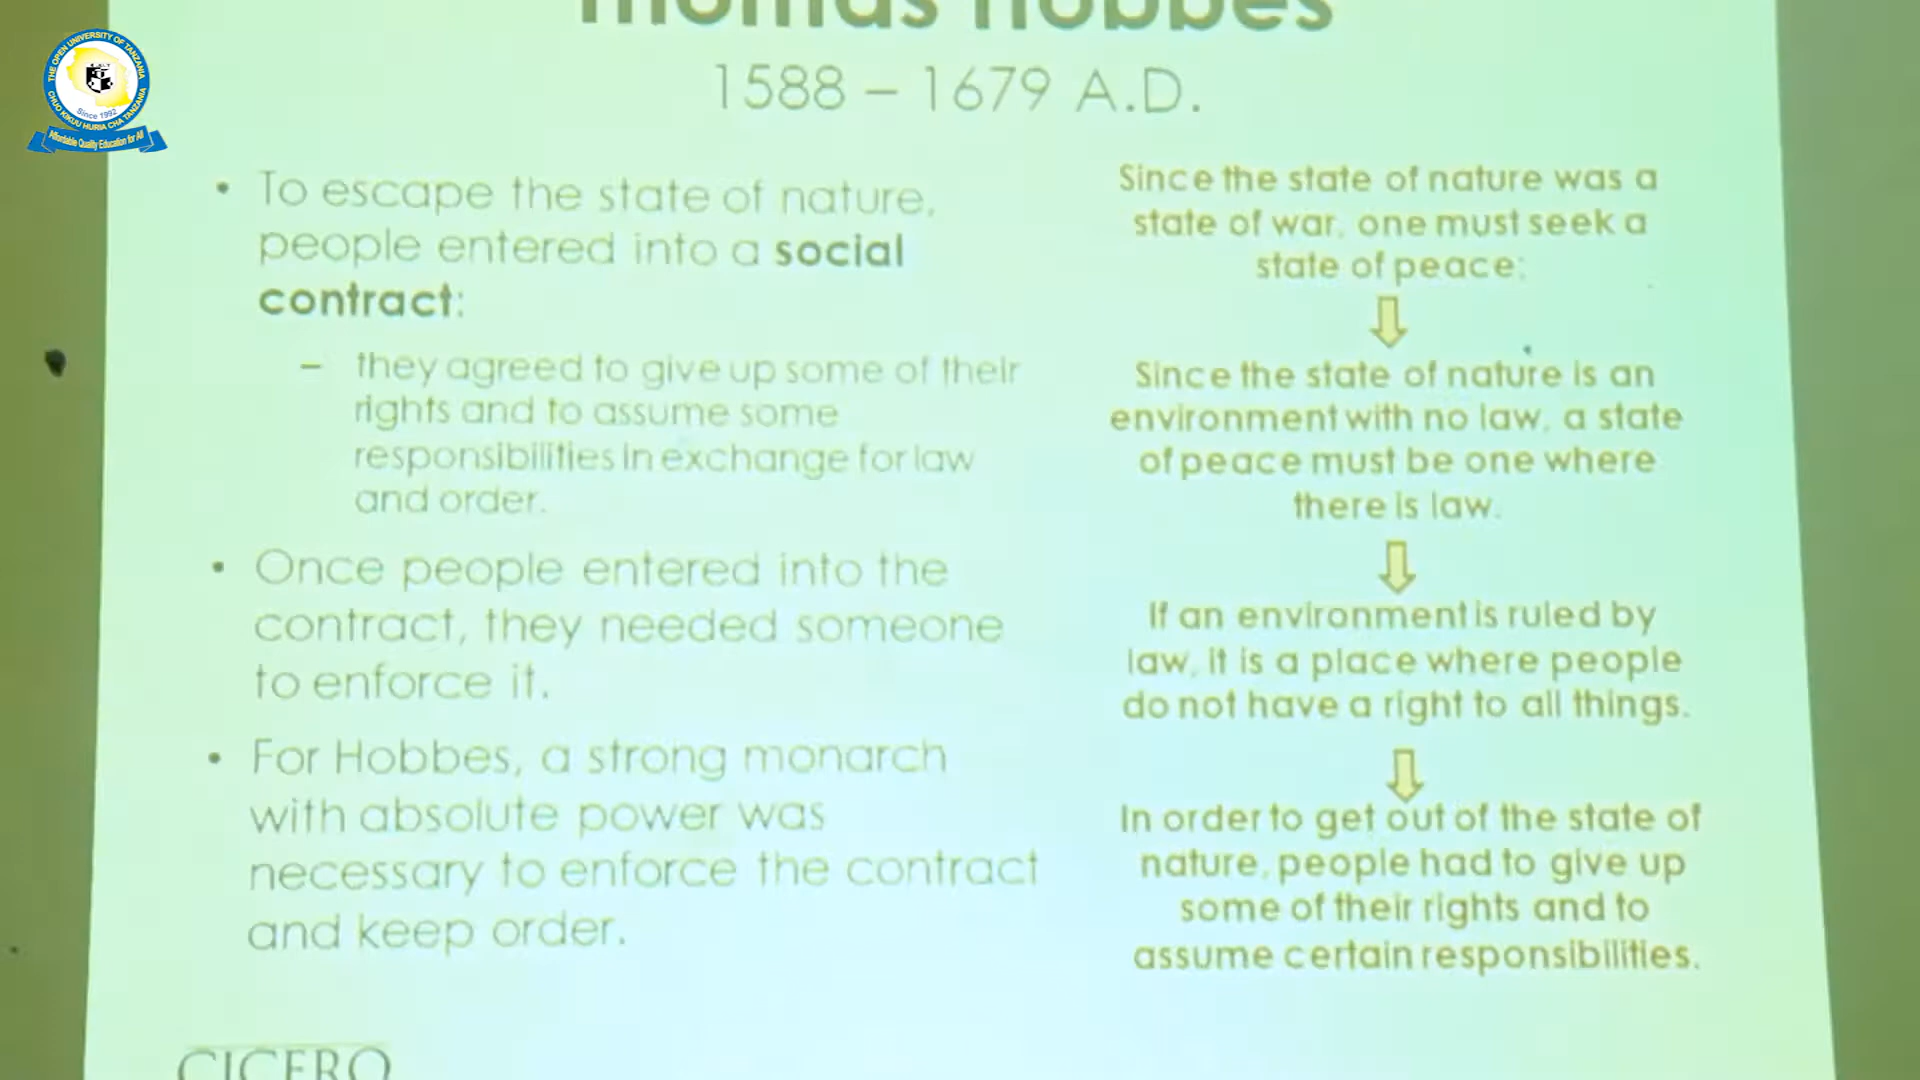 Thomas Hobbes
1588 – 1679 A.D.
THE OPEN UNIVERSITY OF TANZANIA
CHUO KIKUU HURIA CHA TANZANIA
Since 1992
Affordable Quality Education for All
• To escape the state of nature,
people entered into a social
contract:
– they agreed to give up some of their
rights and to assume some
responsibilities in exchange for law
and order.
• Once people entered into the
contract, they needed someone
to enforce it.
• For Hobbes, a strong monarch
with absolute power was
necessary to enforce the contract
and keep order.
Since the state of nature was a
state of war, one must seek a
state of peace;
Since the state of nature is an
environment with no law, a state
of peace must be one where
there is law.
If an environment is ruled by
law, it is a place where people
do not have a right to all things.
In order to get out of the state of
nature, people had to give up
some of their rights and to
assume certain responsibilities.
CICERO